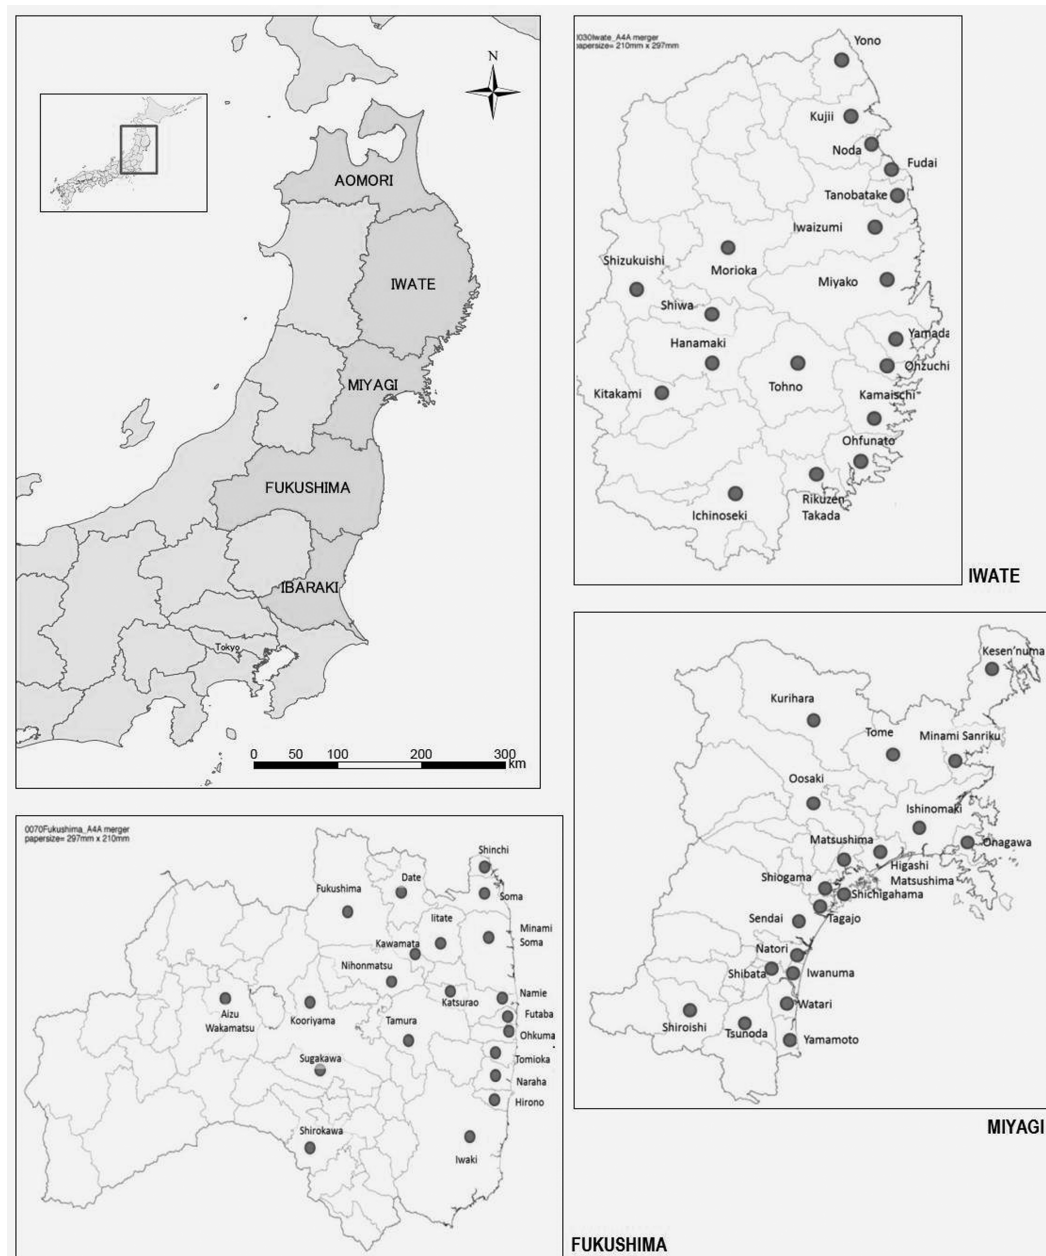 N
AOMORI
IWATE
MIYAGI
FUKUSHIMA
IBARAKI
Tokyo
0 50 100 200 300
km
I030Iwate_A4A merger
papersize= 210mm x 297mm
Yono
Kujii
Noda
Fudai
Tanobatake
Iwaizumi
Shizukuishi
Morioka
Miyako
Shiwa
Yamada
Hanamaki
Ohzuchi
Tohno
Kitakami
Kamaischi
Ohfunato
Ichinoseki
Rikuzen
Takada
IWATE
Kesen'numa
Kurihara
Tome
Minami Sanriku
Oosaki
Ishinomaki
Matsushima
Onagawa
Higashi
Matsushima
Shiogama
Shichigahama
Sendai
Tagajo
Natori
Shibata
Iwanuma
Watari
Shiroishi
Tsunoda
Yamamoto
MIYAGI
0070Fukushima_A4A merger
papersize= 297mm x 210mm
Shinchi
Date
Fukushima
Soma
Iitate
Minami
Soma
Kawamata
Nihonmatsu
Katsurao
Namie
Aizu
Wakamatsu
Kooriyama
Tamura
Futaba
Ohkuma
Sugakawa
Tomioka
Naraha
Hirono
Shirokawa
Iwaki
FUKUSHIMA